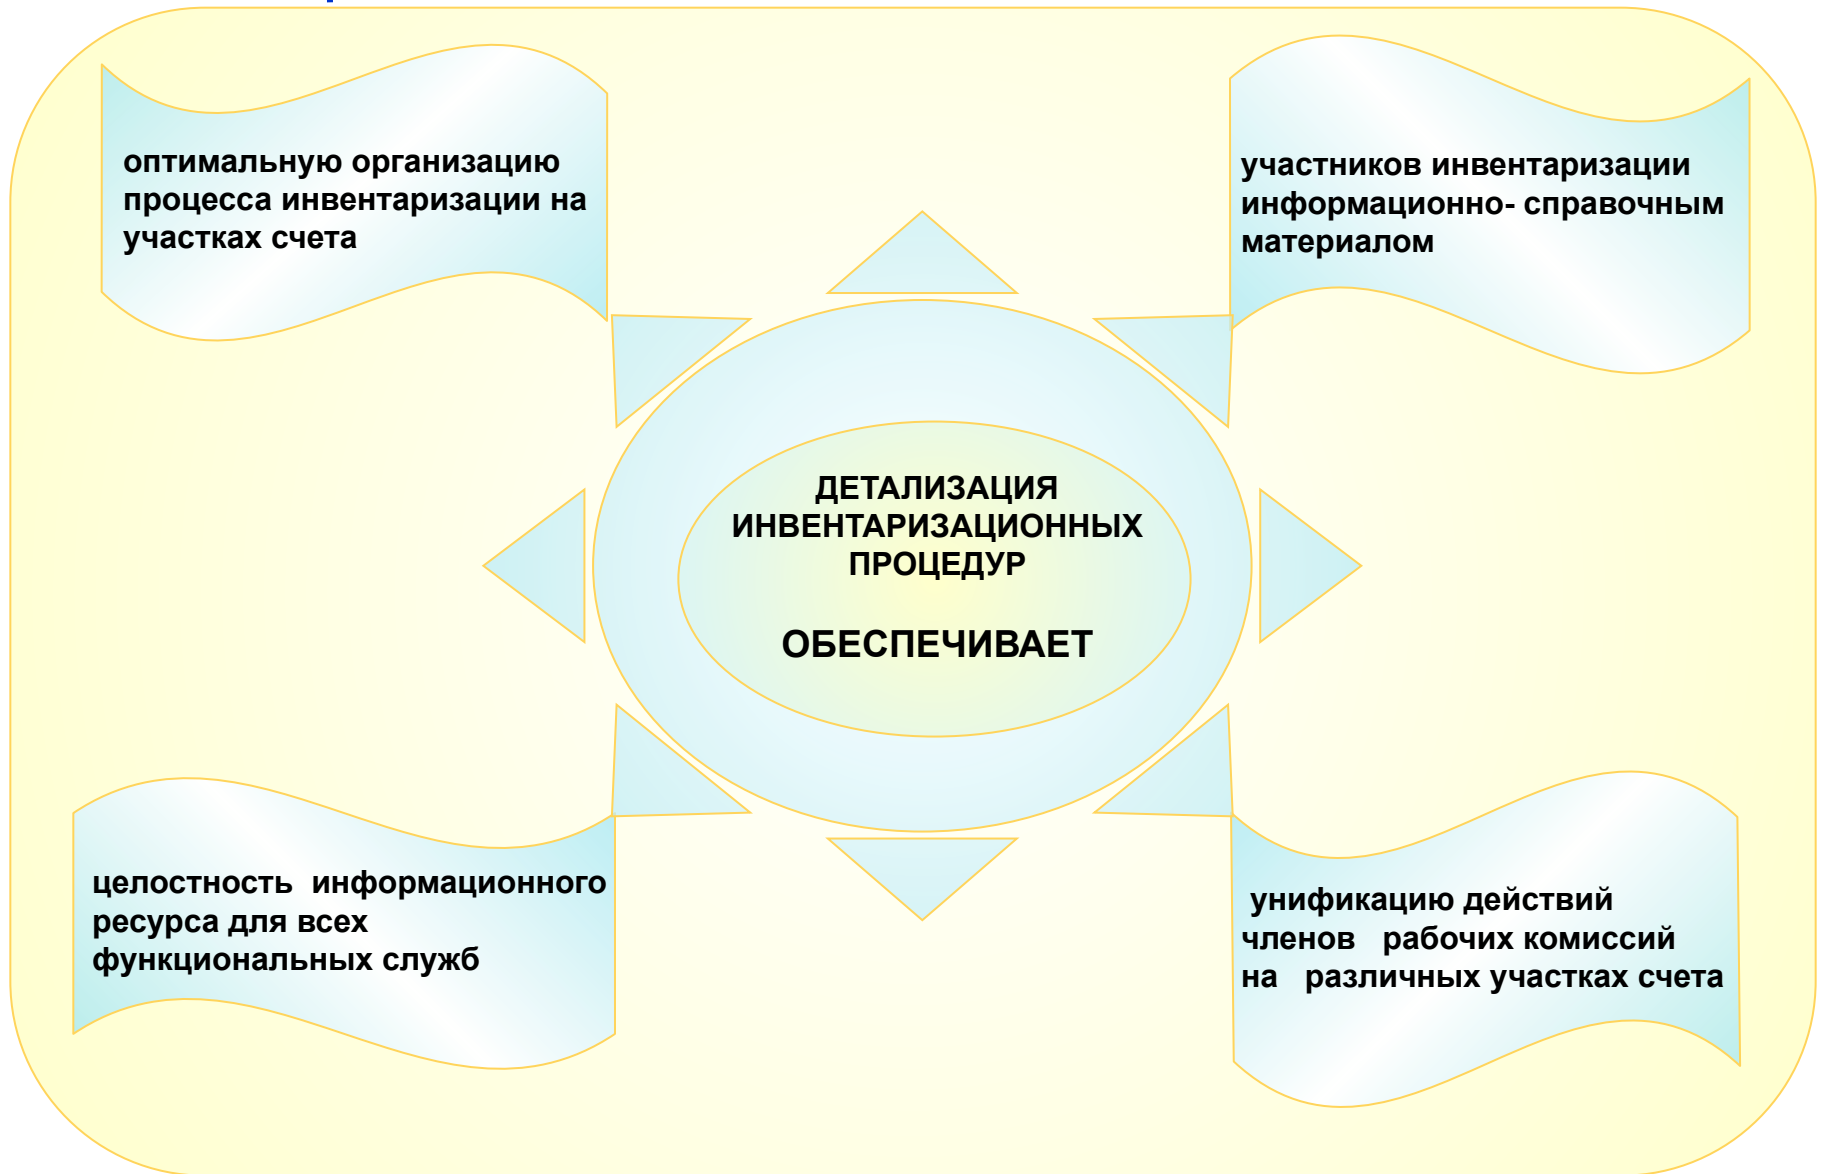 оптимальную организацию
процесса инвентаризации на
участках счета
участников инвентаризации
информационно- справочным
материалом
ДЕТАЛИЗАЦИЯ
ИНВЕНТАРИЗАЦИОННЫХ
ПРОЦЕДУР
ОБЕСПЕЧИВАЕТ
целостность информационного
ресурса для всех
функциональных служб
унификацию действий
членов рабочих комиссий
на различных участках счета